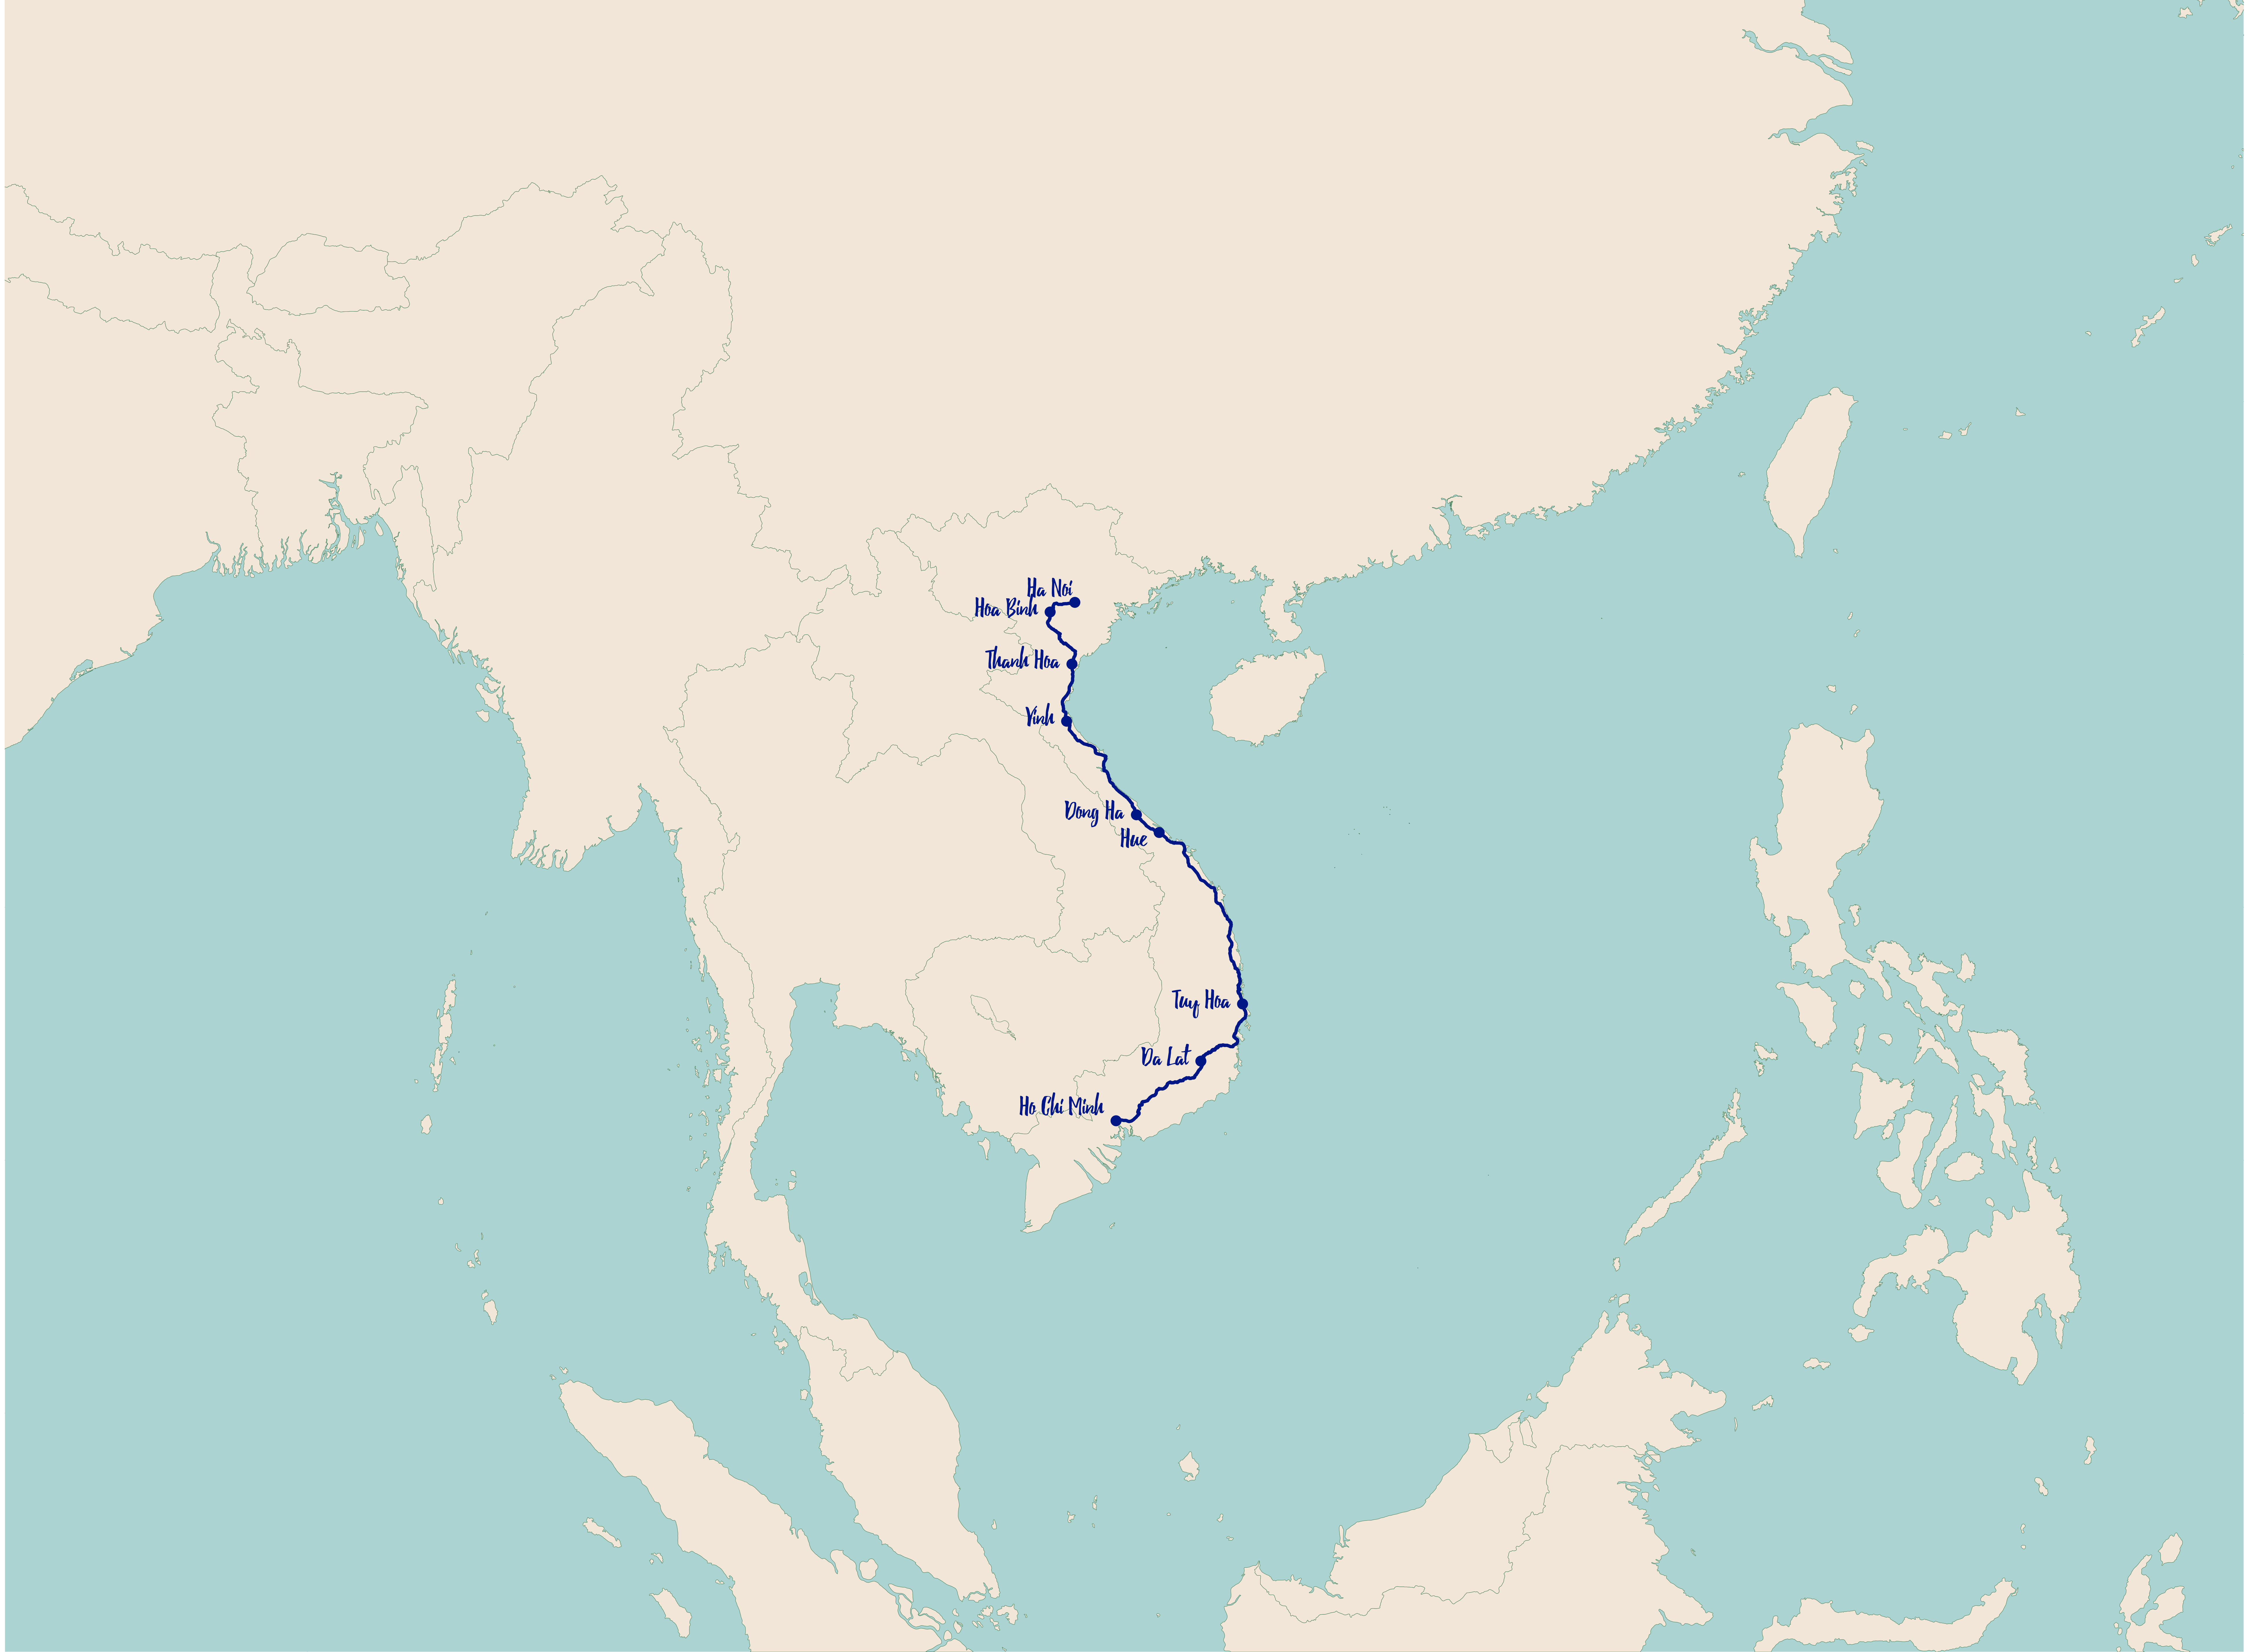 Ha Noi
Hoa Binh
Thanh Hoa
Vinh
Dong Ha
Hue
Tuy Hoa
Da Lat
Ho Chi Minh